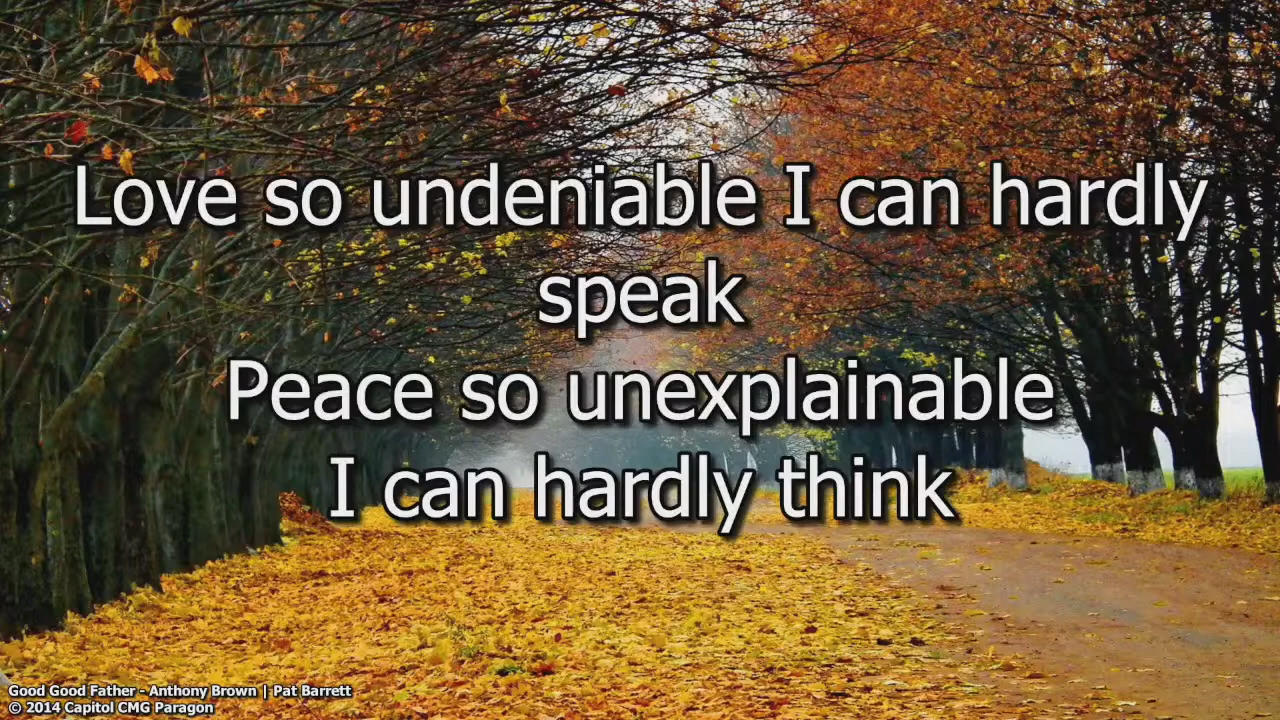 Love so undeniable I can hardly
speak
Peace so unexplainable
I can hardly think
Good Good Father - Anthony Brown | Pat Barrett
© 2014 Capitol CMG Paragon